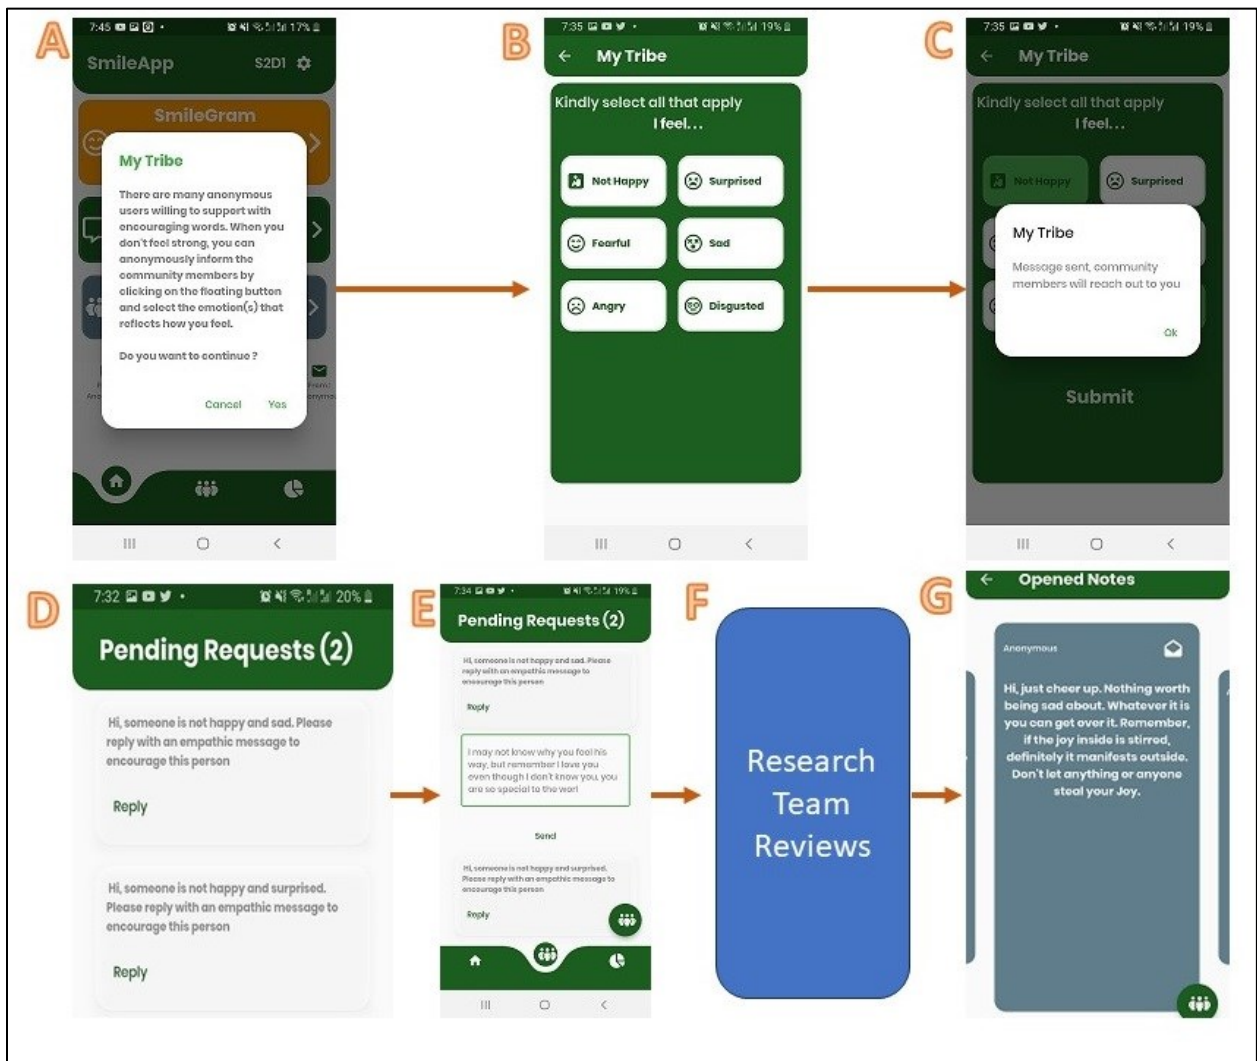 A
7:45
17%
SmileApp
S2D1
SmileGram
My Tribe
There are many anonymous
users willing to support with
encouraging words. When you
don't feel strong, you can
anonymously inform the
community members by
clicking on the floating button
and select the emotion(s) that
reflects how you feel.
Do you want to continue ?
Cancel Yes
B
7:35
19%
My Tribe
Kindly select all that apply
I feel...
Not Happy
Surprised
Fearful
Sad
Angry
Disgusted
C
7:35
19%
My Tribe
Kindly select all that apply
I feel...
Not Happy
Surprised
My Tribe
Message sent, community
members will reach out to you
Ok
Submit
D
7:32
20%
Pending Requests (2)
Hi, someone is not happy and sad. Please
reply with an empathic message to
encourage this person
Reply
Hi, someone is not happy and surprised.
Please reply with an empathic message to
encourage this person
Reply
E
7:34
19%
Pending Requests (2)
Hi, someone is not happy and sad. Please
reply with an empathic message to
encourage this person
Reply
I may not know why you feel his
way, but remember I love you
even though I don't know you, you
are so special to the worl
Send
Hi, someone is not happy and surprised.
Please reply with an empathic message to
encourage this person
Reply
F
Research
Team
Reviews
G
Opened Notes
Anonymous
Hi, just cheer up. Nothing worth
being sad about. Whatever it is
you can get over it. Remember,
if the joy inside is stirred,
definitely it manifests outside.
Don't let anything or anyone
steal your Joy.